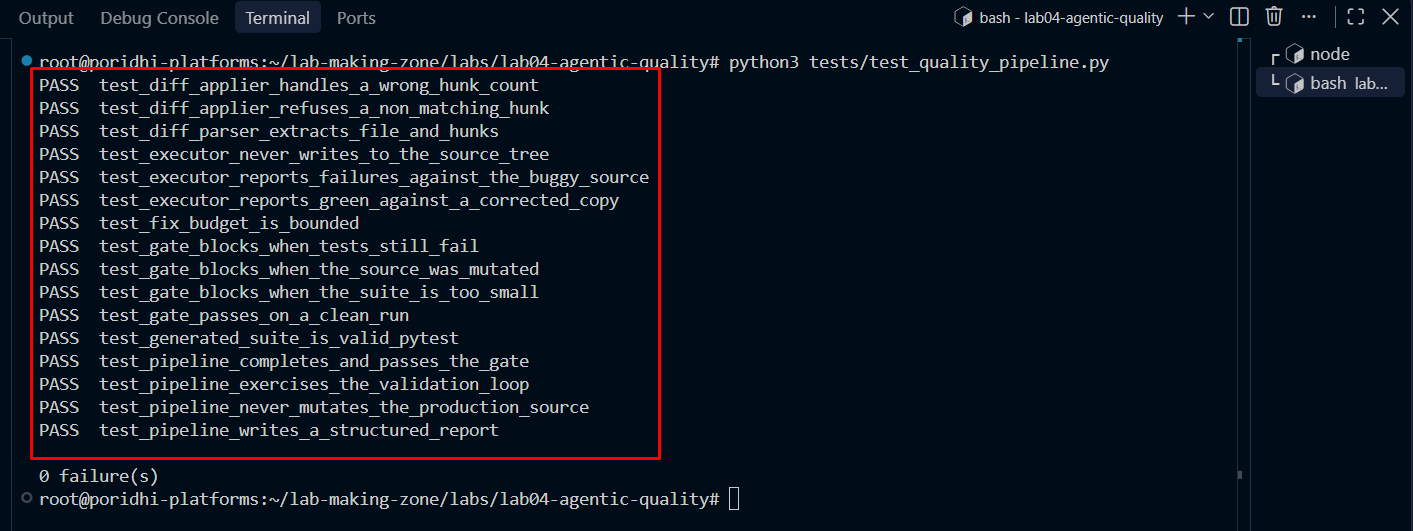 Output Debug Console Terminal Ports
bash - lab04-agentic-quality
node
bash lab...
root@poridhi-platforms:~/lab-making-zone/labs/lab04-agentic-quality# python3 tests/test_quality_pipeline.py
PASS test_diff_applier_handles_a_wrong_hunk_count
PASS test_diff_applier_refuses_a_non_matching_hunk
PASS test_diff_parser_extracts_file_and_hunks
PASS test_executor_never_writes_to_the_source_tree
PASS test_executor_reports_failures_against_the_buggy_source
PASS test_executor_reports_green_against_a_corrected_copy
PASS test_fix_budget_is_bounded
PASS test_gate_blocks_when_tests_still_fail
PASS test_gate_blocks_when_the_source_was_mutated
PASS test_gate_blocks_when_the_suite_is_too_small
PASS test_gate_passes_on_a_clean_run
PASS test_generated_suite_is_valid_pytest
PASS test_pipeline_completes_and_passes_the_gate
PASS test_pipeline_exercises_the_validation_loop
PASS test_pipeline_never_mutates_the_production_source
PASS test_pipeline_writes_a_structured_report
0 failure(s)
root@poridhi-platforms:~/lab-making-zone/labs/lab04-agentic-quality#